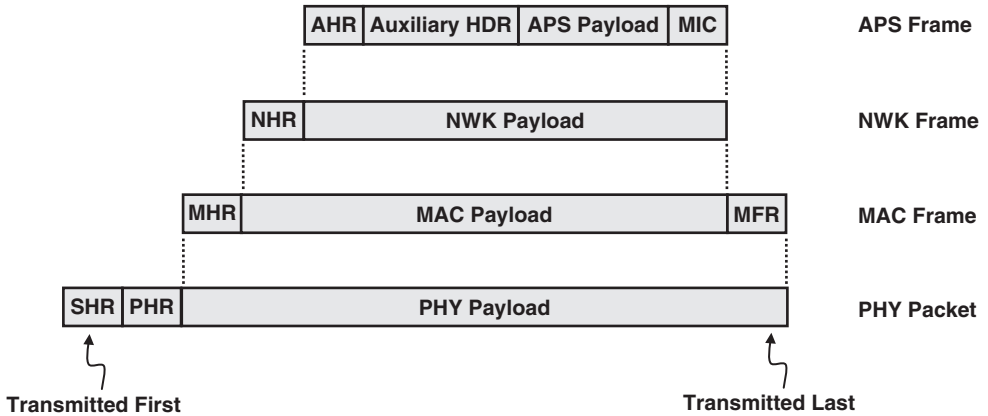 AHR Auxiliary HDR APS Payload MIC APS Frame
NHR NWK Payload NWK Frame
MHR MAC Payload MFR MAC Frame
SHR PHR PHY Payload PHY Packet
Transmitted First Transmitted Last